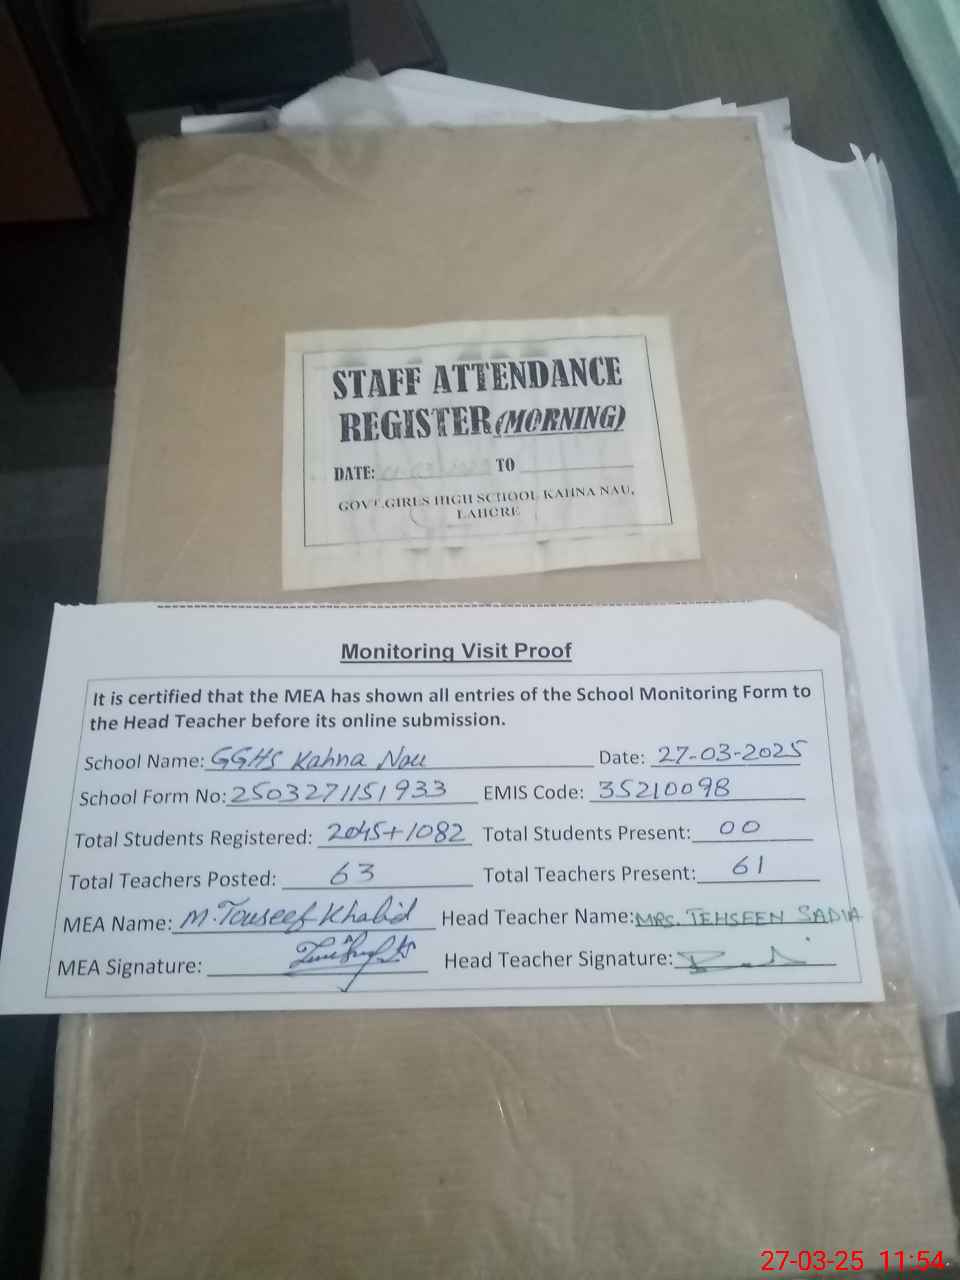 STAFF ATTENDANCE
REGISTER (MORNING)
DATE: TO
GOVT.GIRLS HIGH SCHOOL KAHNA NAU,
LAHORE
Monitoring Visit Proof
It is certified that the MEA has shown all entries of the School Monitoring Form to
the Head Teacher before its online submission.
School Name: GGHS Kahna Nau Date: 27-03-2025
School Form No: 2503271151933 EMIS Code: 35210098
Total Students Registered: 2045+1082 Total Students Present: 00
Total Teachers Posted: 63 Total Teachers Present: 61
MEA Name: M. Touseef Khalid Head Teacher Name: MRS. TEHSEEN SADIA
MEA Signature: Head Teacher Signature:
27-03-25 11:54